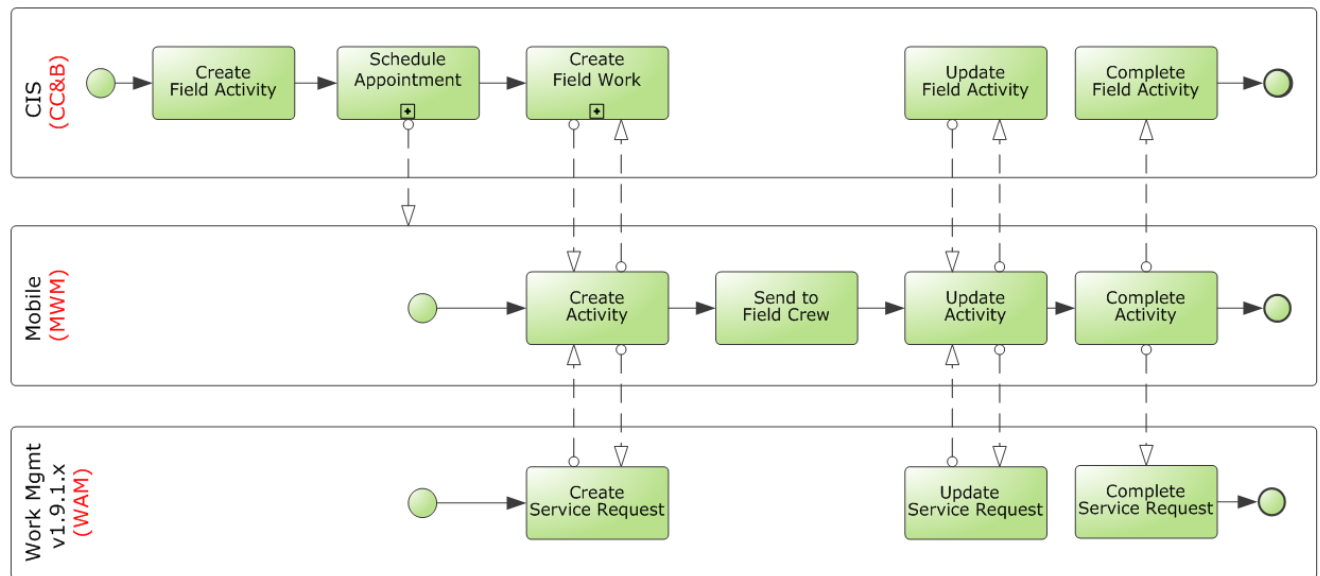 CIS
(CC&B)
Create
Field Activity
Schedule
Appointment
Create
Field Work
Update
Field Activity
Complete
Field Activity
Mobile
(MWM)
Create
Activity
Send to
Field Crew
Update
Activity
Complete
Activity
Work Mgmt
v1.9.1.x
(WAM)
Create
Service Request
Update
Service Request
Complete
Service Request